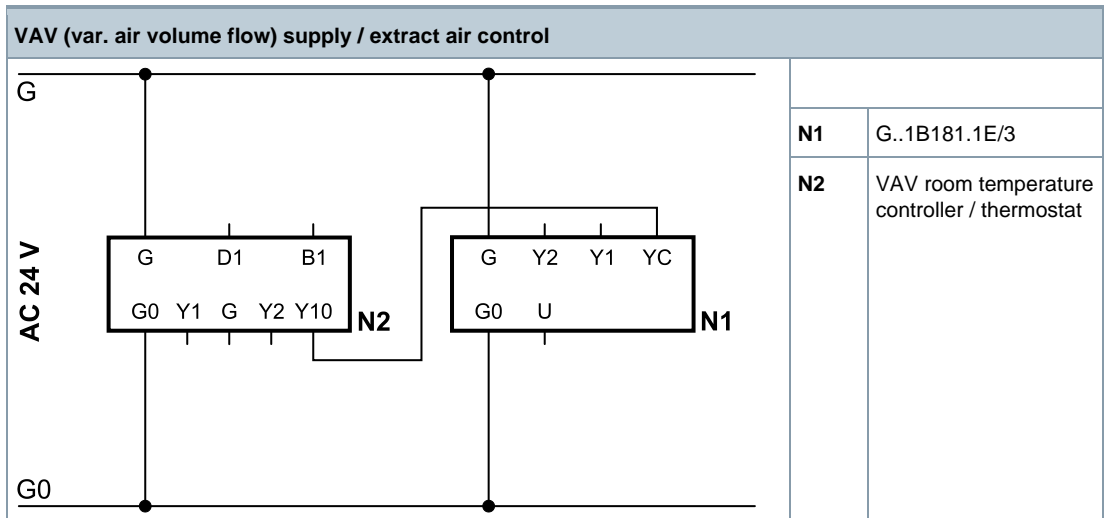 VAV (var. air volume flow) supply / extract air control
G
AC 24 V
G D1 B1
G0 Y1 G Y2 Y10
N2
G Y2 Y1 YC
G0 U
N1
G0
N1 G..1B181.1E/3
N2 VAV room temperature
controller / thermostat